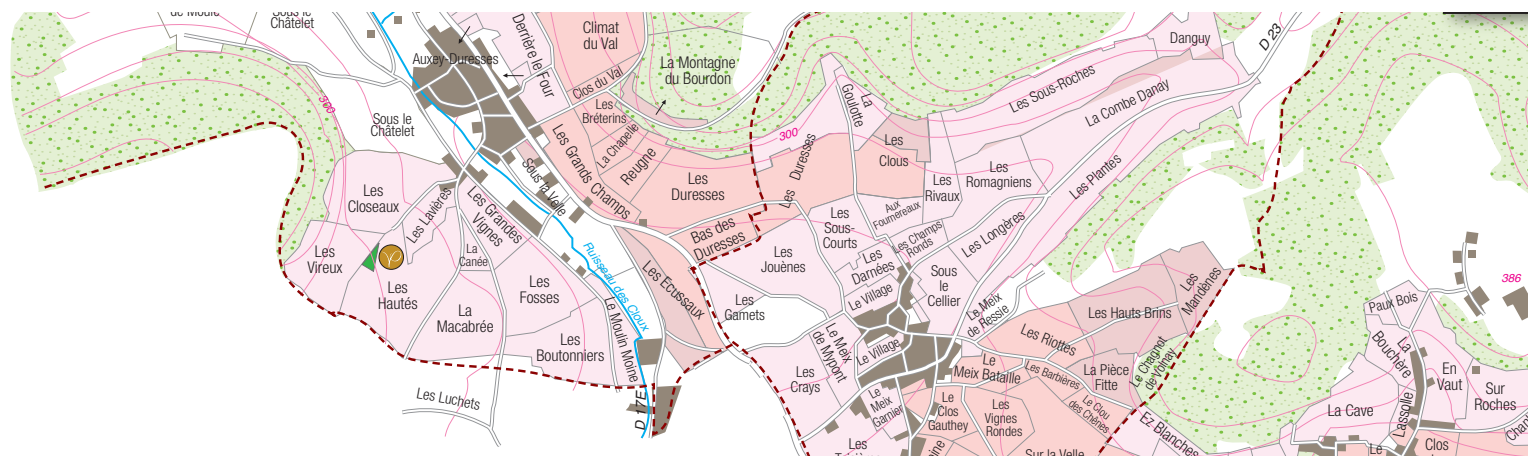 de Moule
Sous le
Châtelet
Auxey-Duresses
Derrière le Four
Climat
du Val
Clos du Val
La Montagne
du Bourdon
Danguy
D 23
300
Sous le
Châtelet
Les
Bréterins
La Chapelle
Reugne
Les Grands Champs
Sous la Velle
Les
Duresses
Bas des
Duresses
300
Les Duresses
La
Goulotte
Les
Clous
Les Sous-Roches
La Combe Danay
Les
Romagniens
Les
Rivaux
Les Plantes
Aux
Fournereaux
Les
Sous-
Courts
Les Champs
Ronds
Les Longères
Les
Closeaux
Les Lavières
Les Grandes
Vignes
La
Canée
Les
Vireux
Les
Hautés
La
Macabrée
Les
Fosses
Les
Boutonniers
Le Moulin Moine
Ruisseau des Cloux
Les Ecussaux
Les
Jouènes
Les
Gamets
Les
Darnées
Le Village
Sous
le
Cellier
Le Meix
de Ressie
Les
Mandènes
Les Hauts Brins
Les Riottes
Le Meix
de Mypont
Le Village
Les
Crays
Le
Meix Bataille
Les Barbières
La Pièce
Fitte
Le Chagnot
de Volnay
Le Clou
des Chênes
Le
Meix
Garnier
Le
Clos
Gauthey
Les
Vignes
Rondes
Sur la Velle
Ez Blanches
Les Luchets
D 17E
Les
386
Paux Bois
La
Bouchère
En
Vaut
Sur
Roches
La Cave
Lassolle
Le
Clos